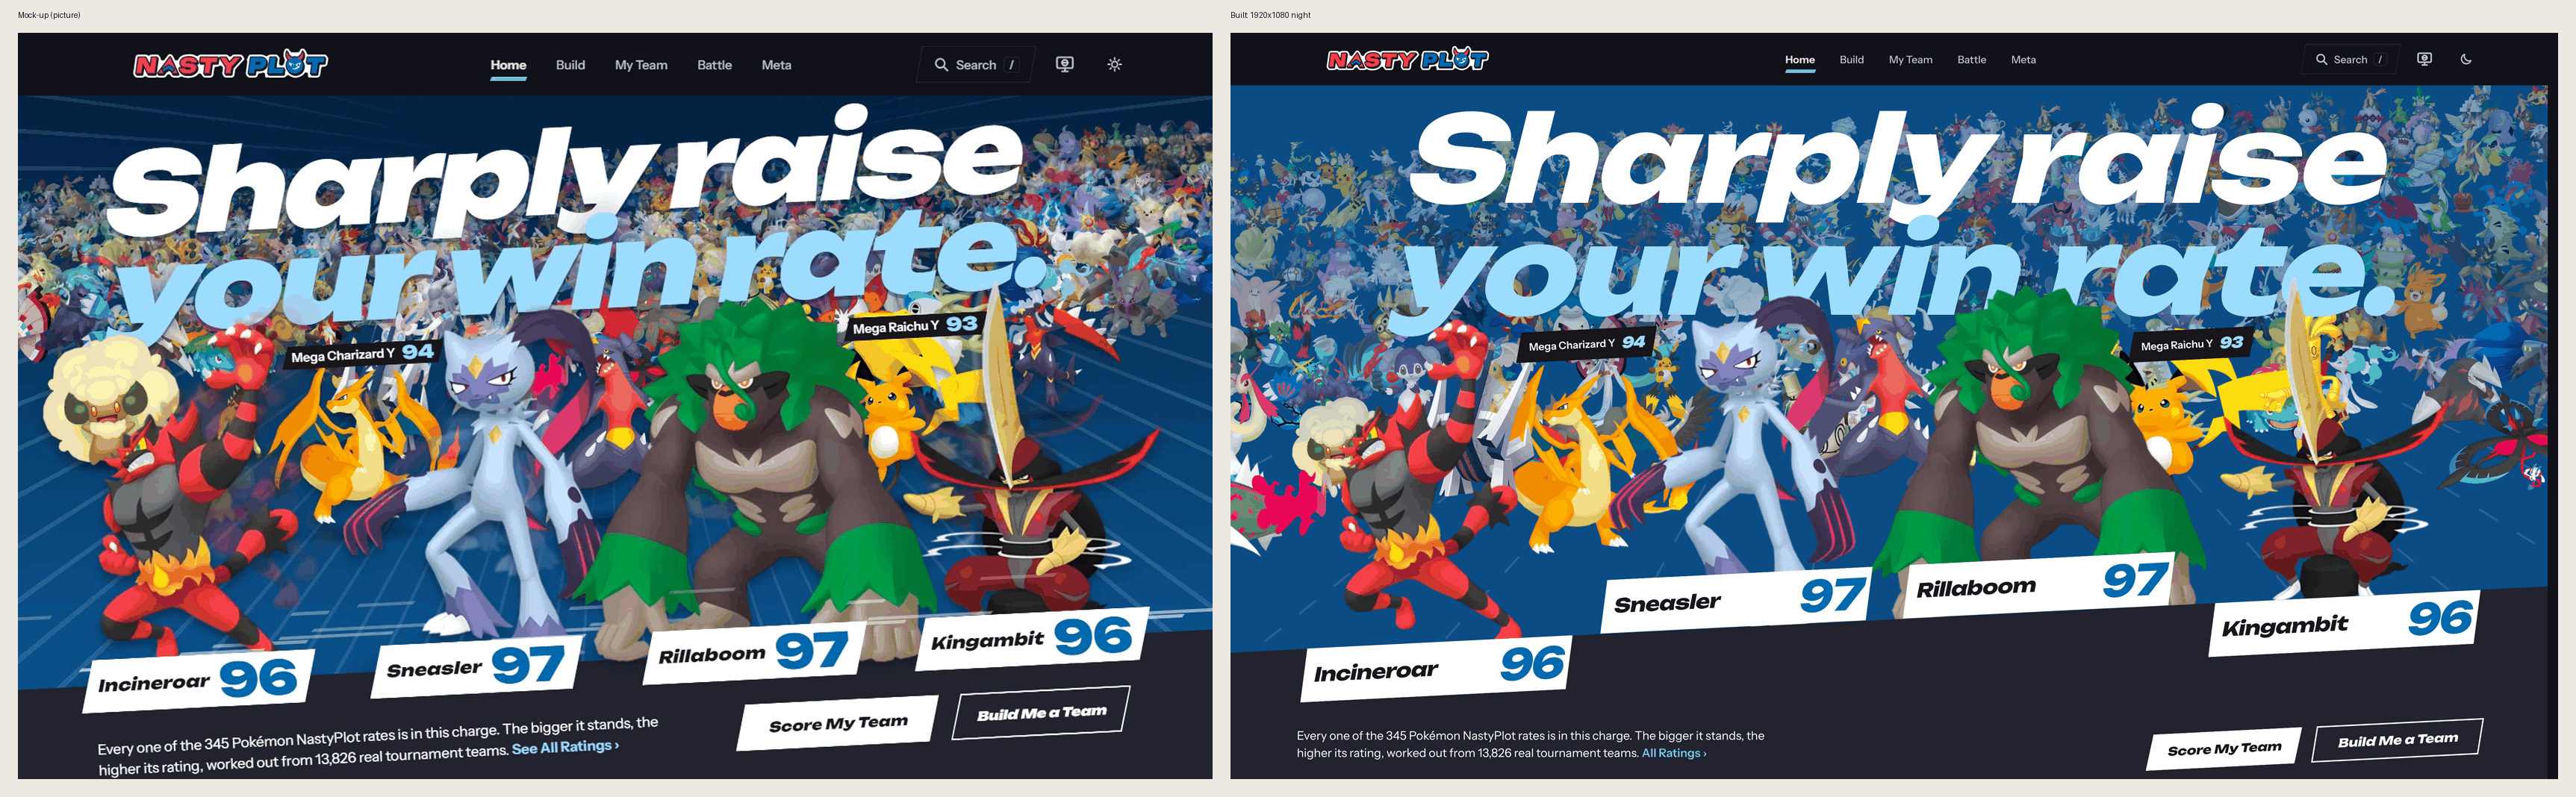 Mock-up (picture)
NASTY PLOT
Home
Build
My Team
Battle
Meta
Search /
Sharply raise
your win rate.
Mega Charizard Y 94
Mega Raichu Y 93
Incineroar 96
Sneasler 97
Rillaboom 97
Kingambit 96
Every one of the 345 Pokémon NastyPlot rates is in this charge. The bigger it stands, the
higher its rating, worked out from 13,826 real tournament teams. See All Ratings ›
Score My Team
Build Me a Team
Built 1920x1080 night
NASTY PLOT
Home
Build
My Team
Battle
Meta
Search /
Sharply raise
your win rate.
Mega Charizard Y 94
Mega Raichu Y 93
Incineroar 96
Sneasler 97
Rillaboom 97
Kingambit 96
Every one of the 345 Pokémon NastyPlot rates is in this charge. The bigger it stands, the
higher its rating, worked out from 13,826 real tournament teams. All Ratings ›
Score My Team
Build Me a Team